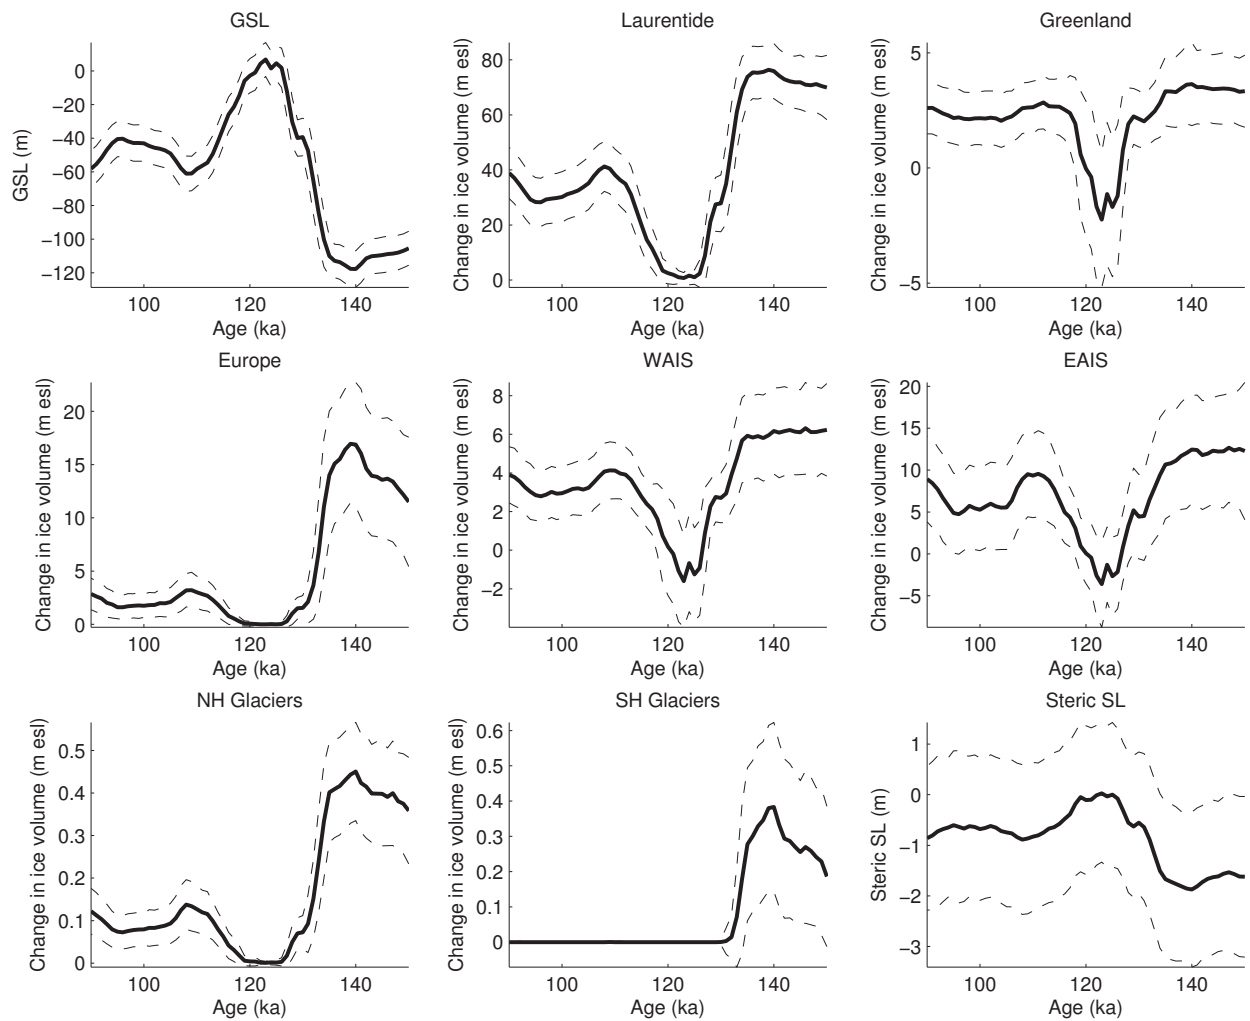 GSL
GSL (m)
0
−20
−40
−60
−80
−100
−120
100
120
140
Age (ka)
Laurentide
Change in ice volume (m esl)
80
60
40
20
0
100
120
140
Age (ka)
Greenland
Change in ice volume (m esl)
5
0
−5
100
120
140
Age (ka)
Europe
Change in ice volume (m esl)
20
15
10
5
0
100
120
140
Age (ka)
WAIS
Change in ice volume (m esl)
8
6
4
2
0
−2
100
120
140
Age (ka)
EAIS
Change in ice volume (m esl)
20
15
10
5
0
−5
100
120
140
Age (ka)
NH Glaciers
Change in ice volume (m esl)
0.5
0.4
0.3
0.2
0.1
0
100
120
140
Age (ka)
SH Glaciers
Change in ice volume (m esl)
0.6
0.5
0.4
0.3
0.2
0.1
0
100
120
140
Age (ka)
Steric SL
Steric SL (m)
1
0
−1
−2
−3
100
120
140
Age (ka)